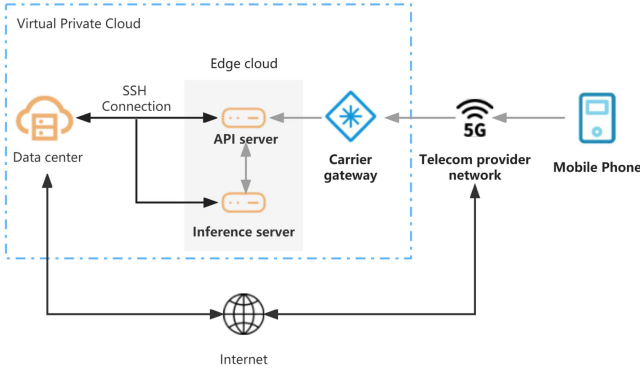 Virtual Private Cloud
Edge cloud
SSH
Connection
Data center
API server
Inference server
Carrier
gateway
5G
Telecom provider
network
Mobile Phone
Internet